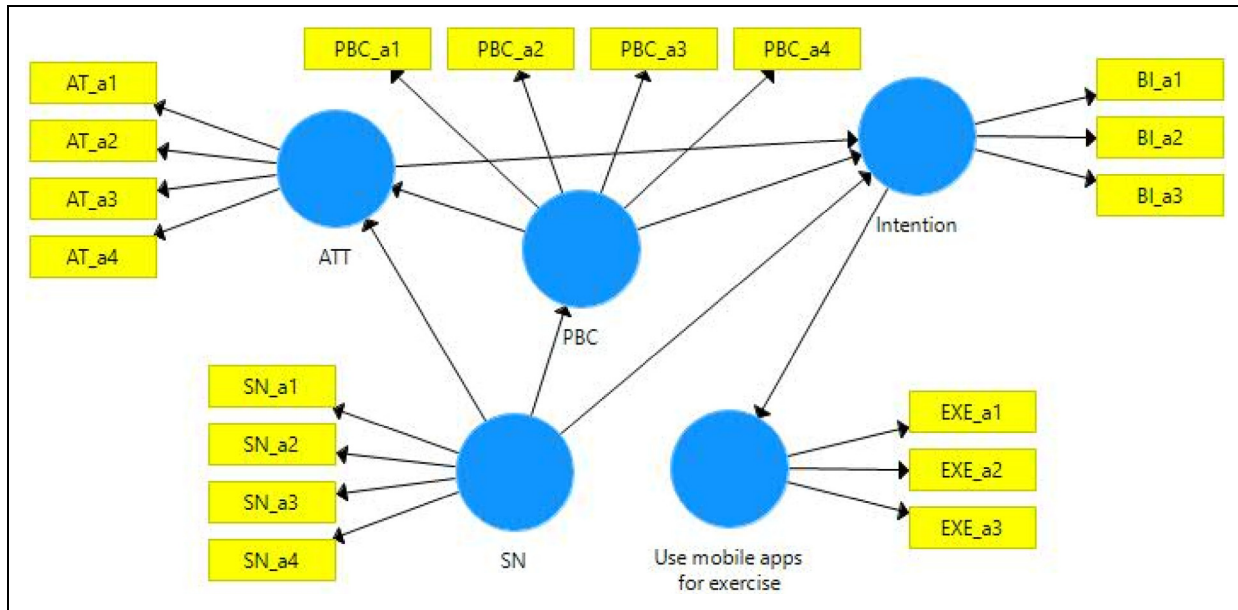 PBC_a1
PBC_a2
PBC_a3
PBC_a4
AT_a1
AT_a2
AT_a3
AT_a4
ATT
PBC
Intention
BI_a1
BI_a2
BI_a3
SN_a1
SN_a2
SN_a3
SN_a4
SN
Use mobile apps
for exercise
EXE_a1
EXE_a2
EXE_a3